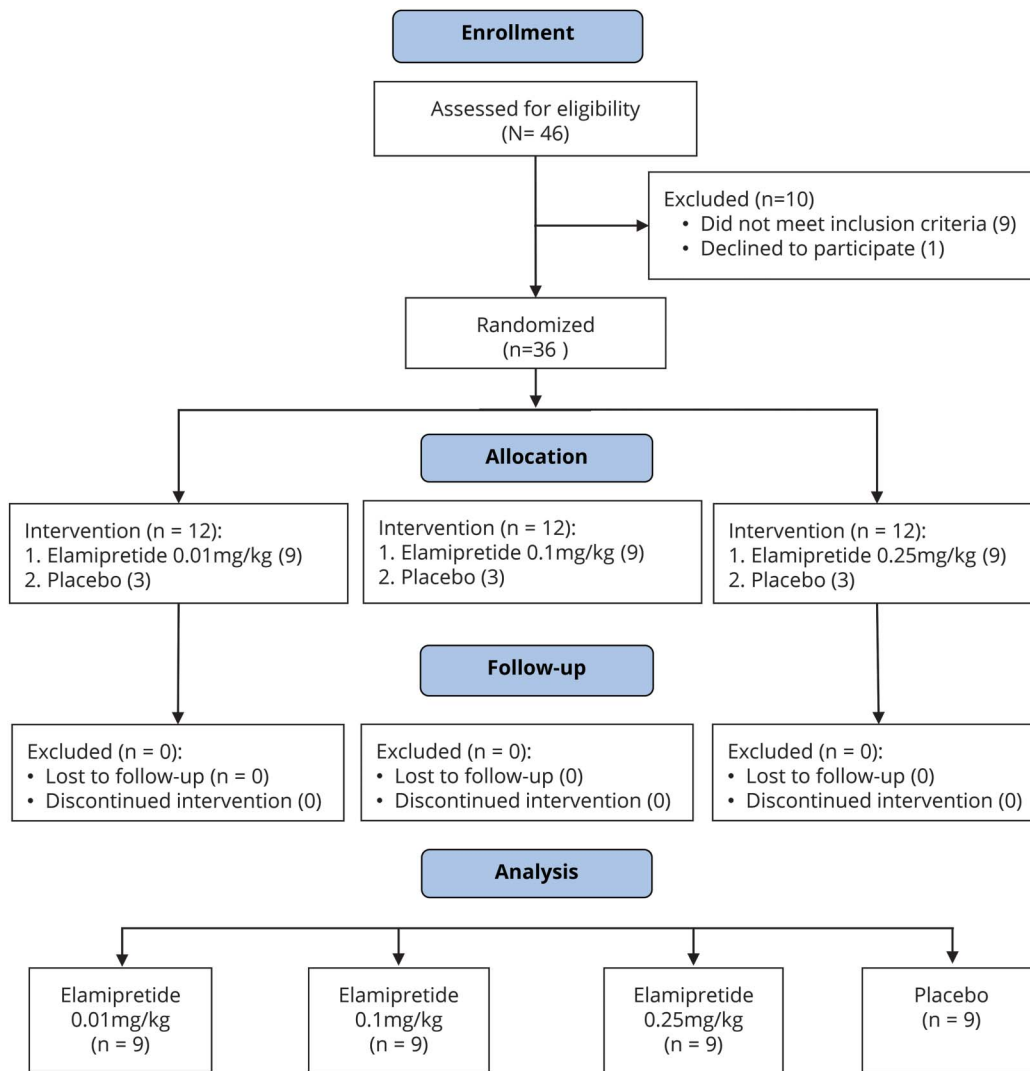 Enrollment
Assessed for eligibility
(N= 46)
Excluded (n=10)
• Did not meet inclusion criteria (9)
• Declined to participate (1)
Randomized
(n=36 )
Allocation
Intervention (n = 12):
1. Elamipretide 0.01mg/kg (9)
2. Placebo (3)
Intervention (n = 12):
1. Elamipretide 0.1mg/kg (9)
2. Placebo (3)
Intervention (n = 12):
1. Elamipretide 0.25mg/kg (9)
2. Placebo (3)
Follow-up
Excluded (n = 0):
• Lost to follow-up (n = 0)
• Discontinued intervention (0)
Excluded (n = 0):
• Lost to follow-up (0)
• Discontinued intervention (0)
Excluded (n = 0):
• Lost to follow-up (0)
• Discontinued intervention (0)
Analysis
Elamipretide
0.01mg/kg
(n = 9)
Elamipretide
0.1mg/kg
(n = 9)
Elamipretide
0.25mg/kg
(n = 9)
Placebo
(n = 9)